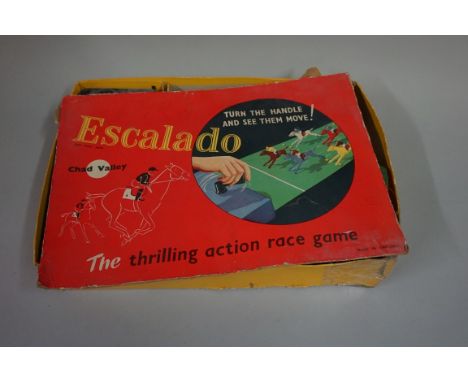 TURN THE HANDLE
AND SEE THEM MOVE!
Escalado
Chad Valley
The thrilling action race game